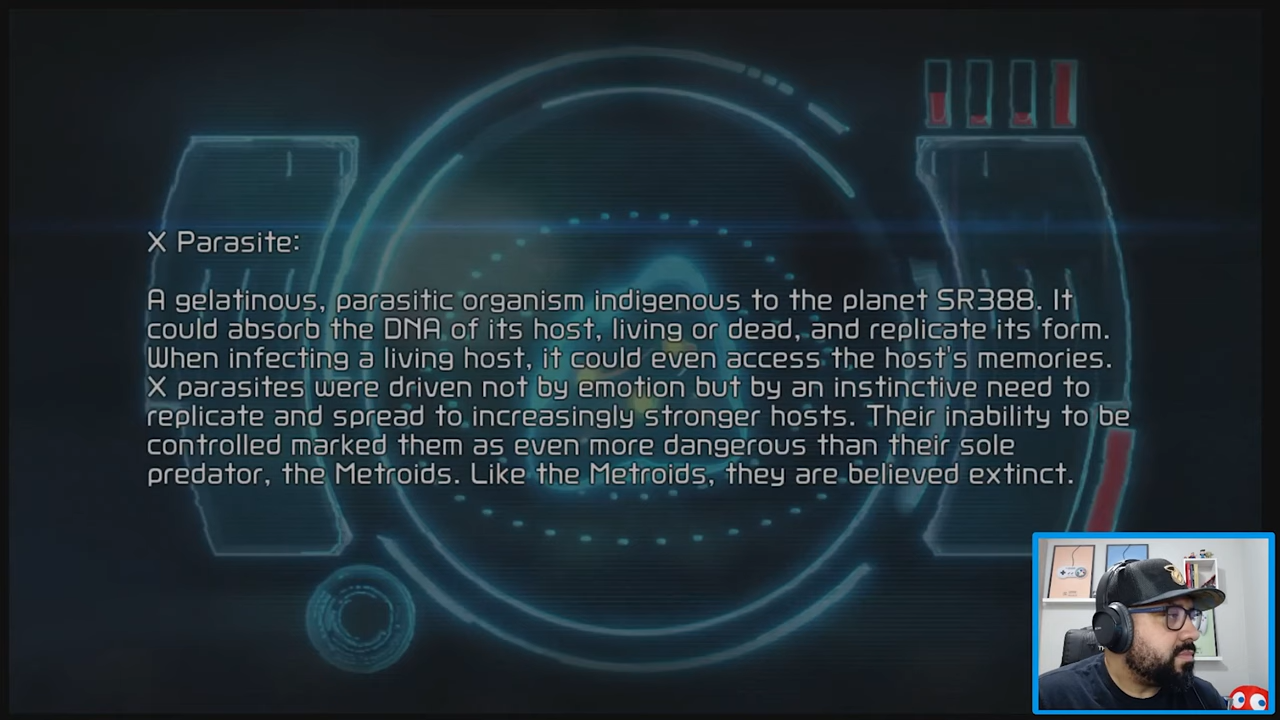 X Parasite:
A gelatinous, parasitic organism indigenous to the planet SR388. It
could absorb the DNA of its host, living or dead, and replicate its form.
When infecting a living host, it could even access the host's memories.
X parasites were driven not by emotion but by an instinctive need to
replicate and spread to increasingly stronger hosts. Their inability to be
controlled marked them as even more dangerous than their sole
predator, the Metroids. Like the Metroids, they are believed extinct.